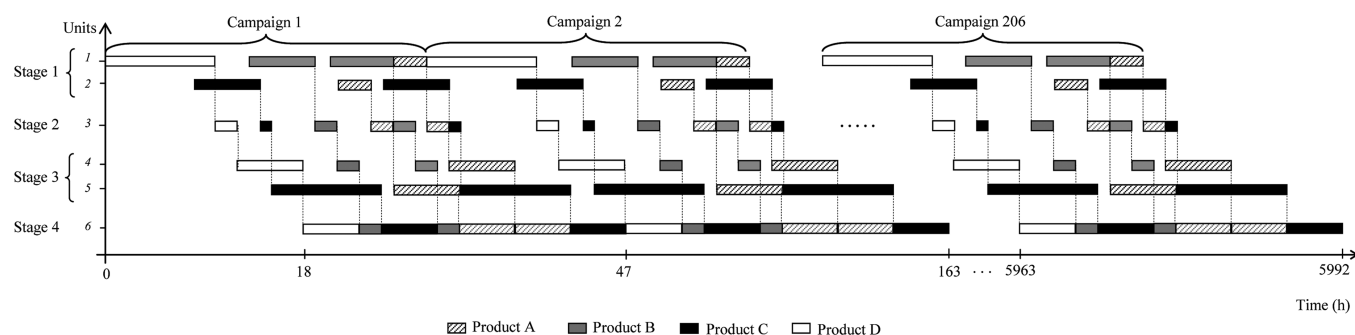 Campaign 1 Campaign 2 Campaign 206
Units
Stage 1
1
2
Stage 2 3
Stage 3
4
5
Stage 4 6
0 18 47 163 ... 5963 5992
Time (h)
Product A Product B Product C Product D